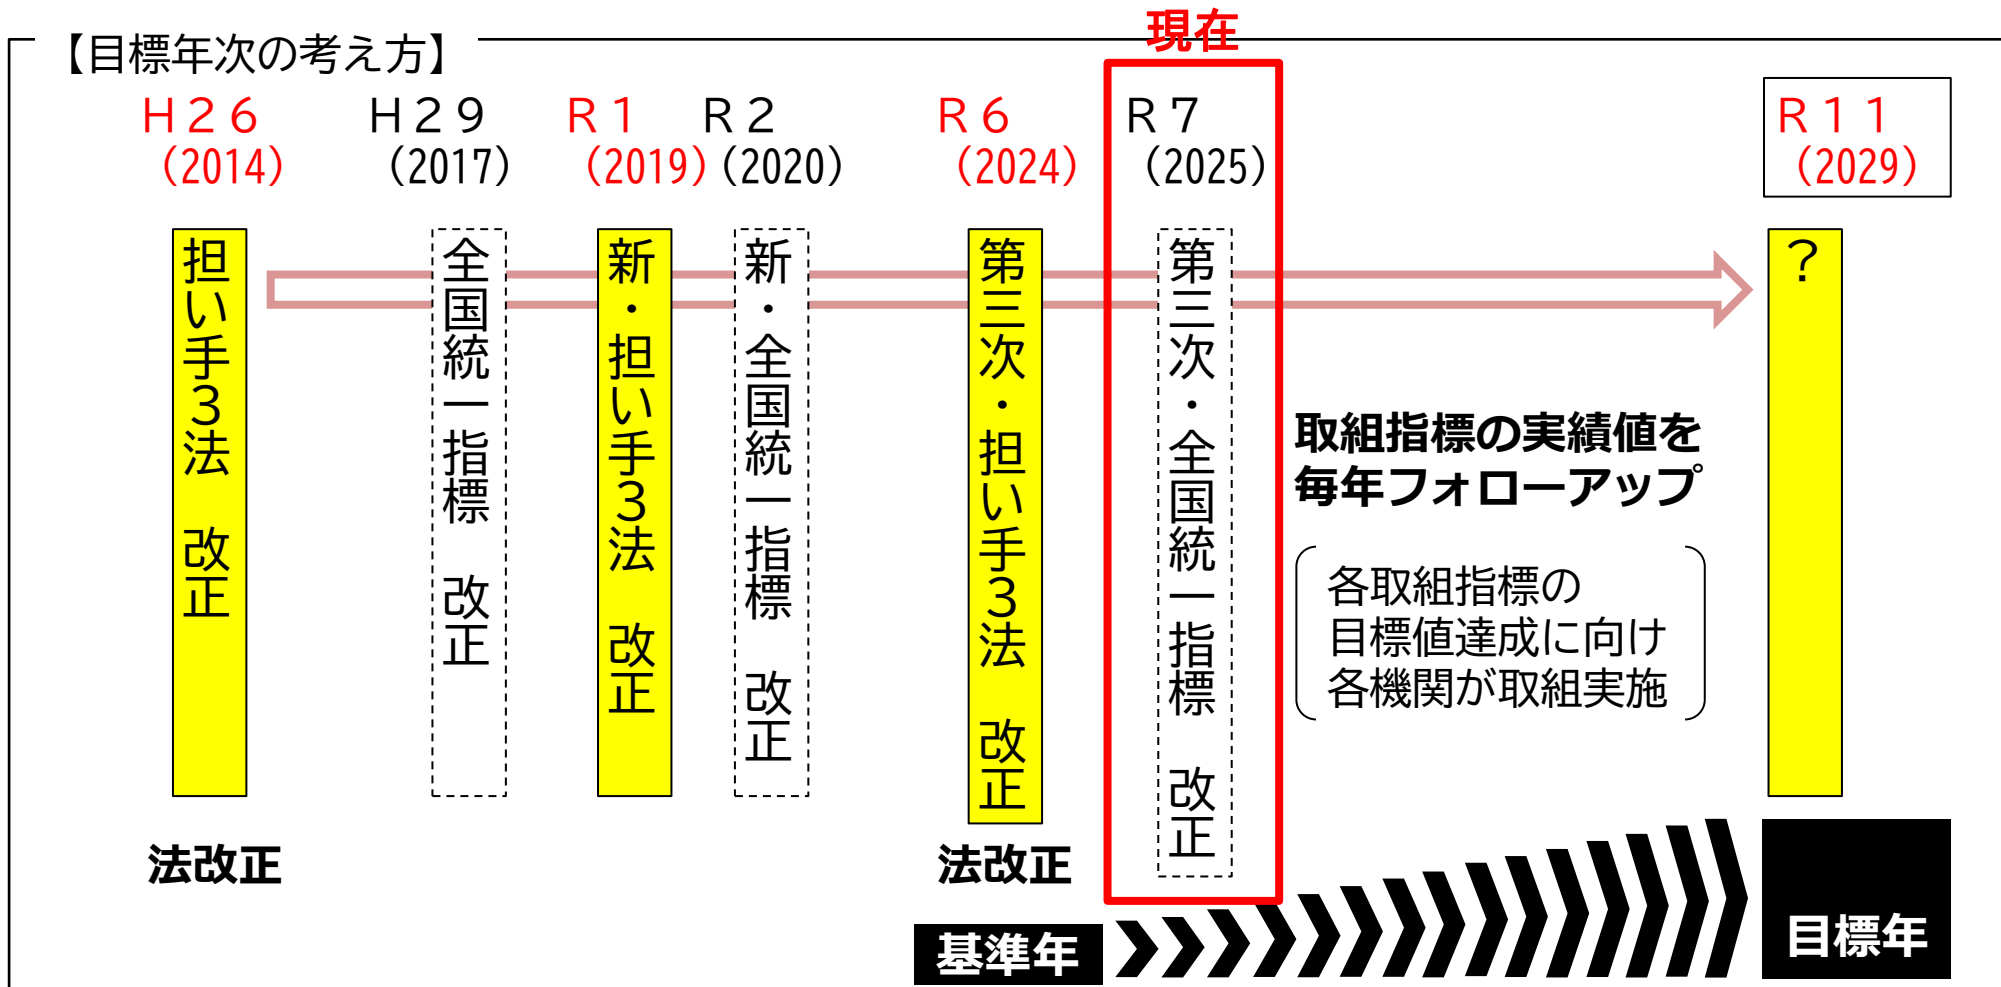 【目標年次の考え方】
現在
H26
(2014)
H29
(2017)
R1
(2019)
R2
(2020)
R6
(2024)
R7
(2025)
R11
(2029)
担い手3法　改正
全国統一指標　改正
新・担い手3法　改正
新・全国統一指標　改正
第三次・担い手3法　改正
第三次・全国統一指標　改正
？
取組指標の実績値を
毎年フォローアップ
各取組指標の
目標値達成に向け
各機関が取組実施
法改正
法改正
基準年
目標年